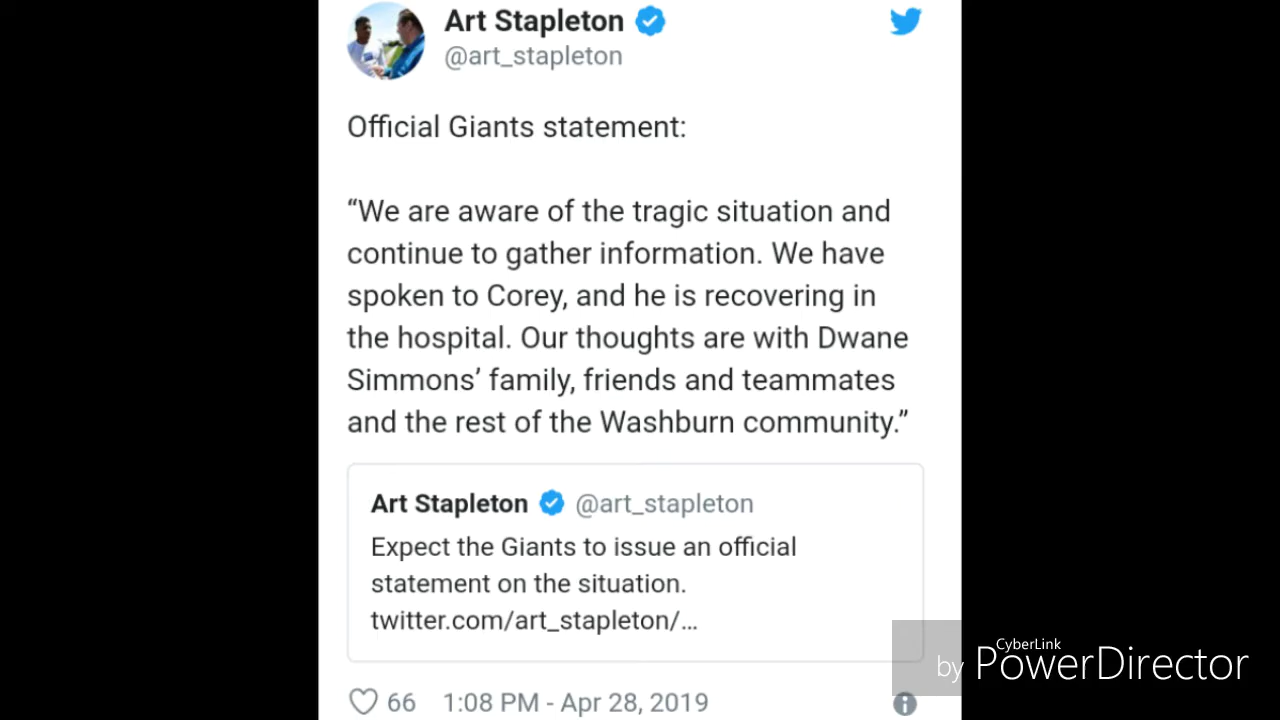 Art Stapleton
@art_stapleton
Official Giants statement:
“We are aware of the tragic situation and
continue to gather information. We have
spoken to Corey, and he is recovering in
the hospital. Our thoughts are with Dwane
Simmons’ family, friends and teammates
and the rest of the Washburn community.”
Art Stapleton @art_stapleton
Expect the Giants to issue an official
statement on the situation.
twitter.com/art_stapleton/…
66 1:08 PM - Apr 28, 2019
CyberLink
by PowerDirector